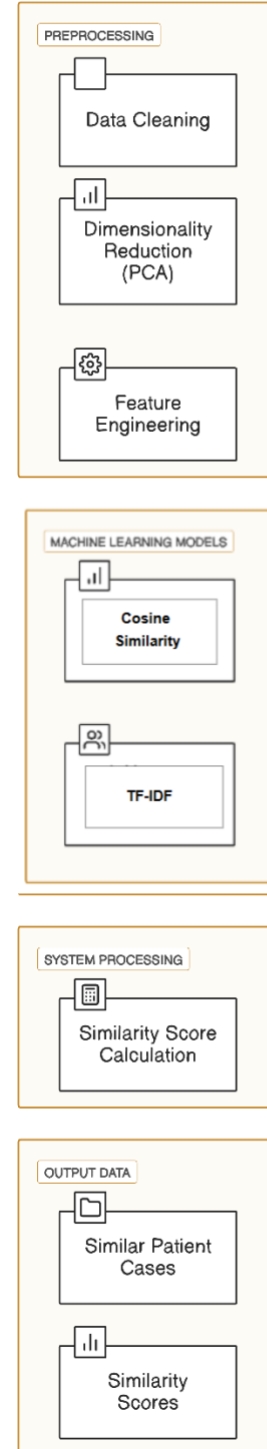 PREPROCESSING
Data Cleaning
Dimensionality
Reduction
(PCA)
Feature
Engineering
MACHINE LEARNING MODELS
Cosine
Similarity
TF-IDF
SYSTEM PROCESSING
Similarity Score
Calculation
OUTPUT DATA
Similar Patient
Cases
Similarity
Scores